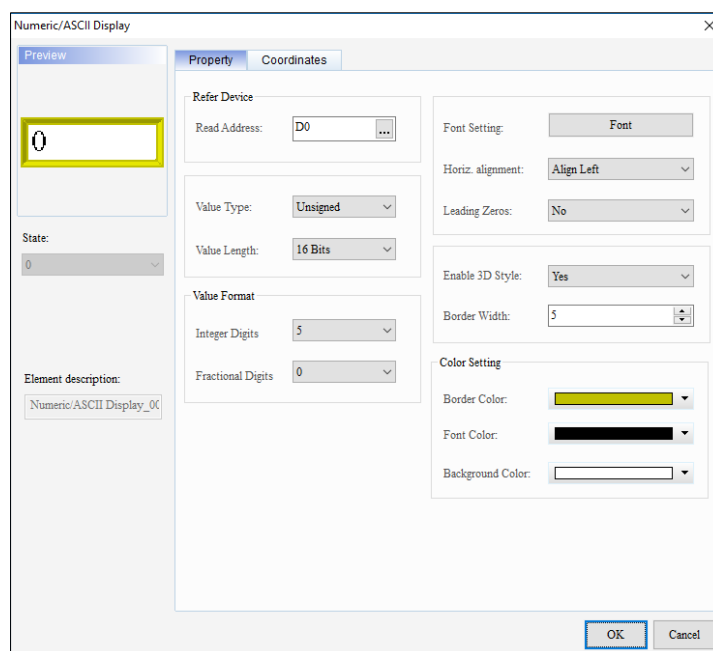 Numeric/ASCII Display
Preview
0
State:
0
Element description:
Numeric/ASCII Display_00
Property
Coordinates
Refer Device
Read Address:
D0
...
Value Type:
Unsigned
Value Length:
16 Bits
Value Format
Integer Digits
5
Fractional Digits
0
Font Setting:
Font
Horiz. alignment:
Align Left
Leading Zeros:
No
Enable 3D Style:
Yes
Border Width:
5
Color Setting
Border Color:
Font Color:
Background Color:
OK
Cancel